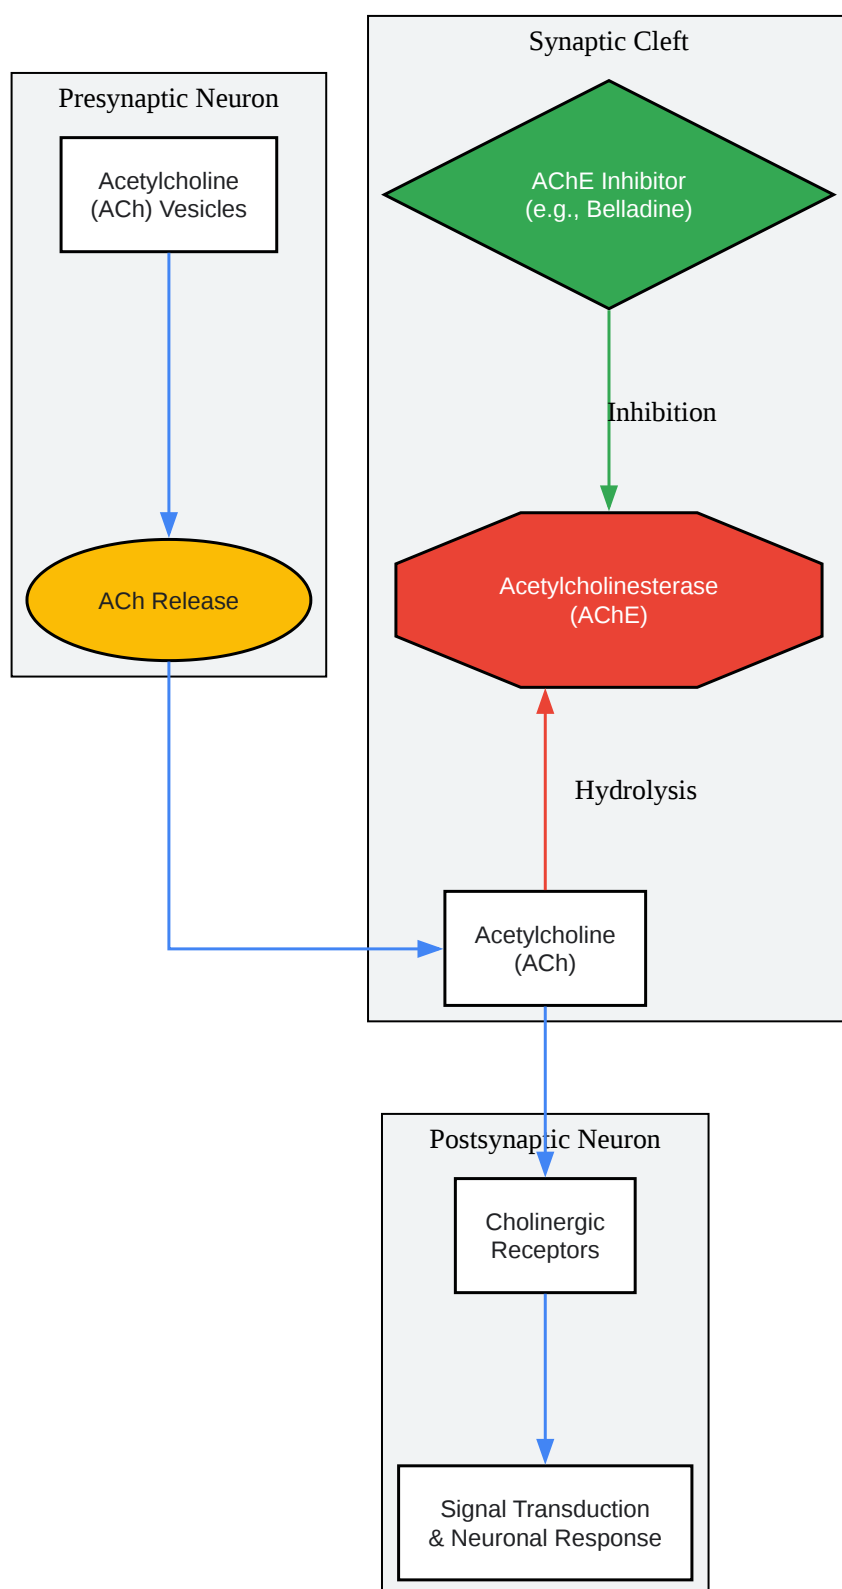 Presynaptic Neuron
Acetylcholine
(ACh) Vesicles
ACh Release
Synaptic Cleft
AChE Inhibitor
(e.g., Belladine)
Inhibition
Acetylcholinesterase
(AChE)
Hydrolysis
Acetylcholine
(ACh)
Postsynaptic Neuron
Cholinergic
Receptors
Signal Transduction
& Neuronal Response